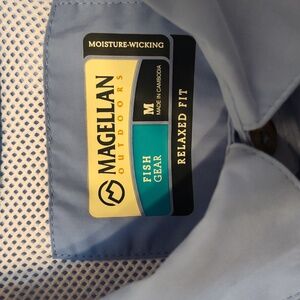 MOISTURE-WICKING
MAGELLAN
OUTDOORS
M
MADE IN CAMBODIA
FISH
GEAR
RELAXED FIT